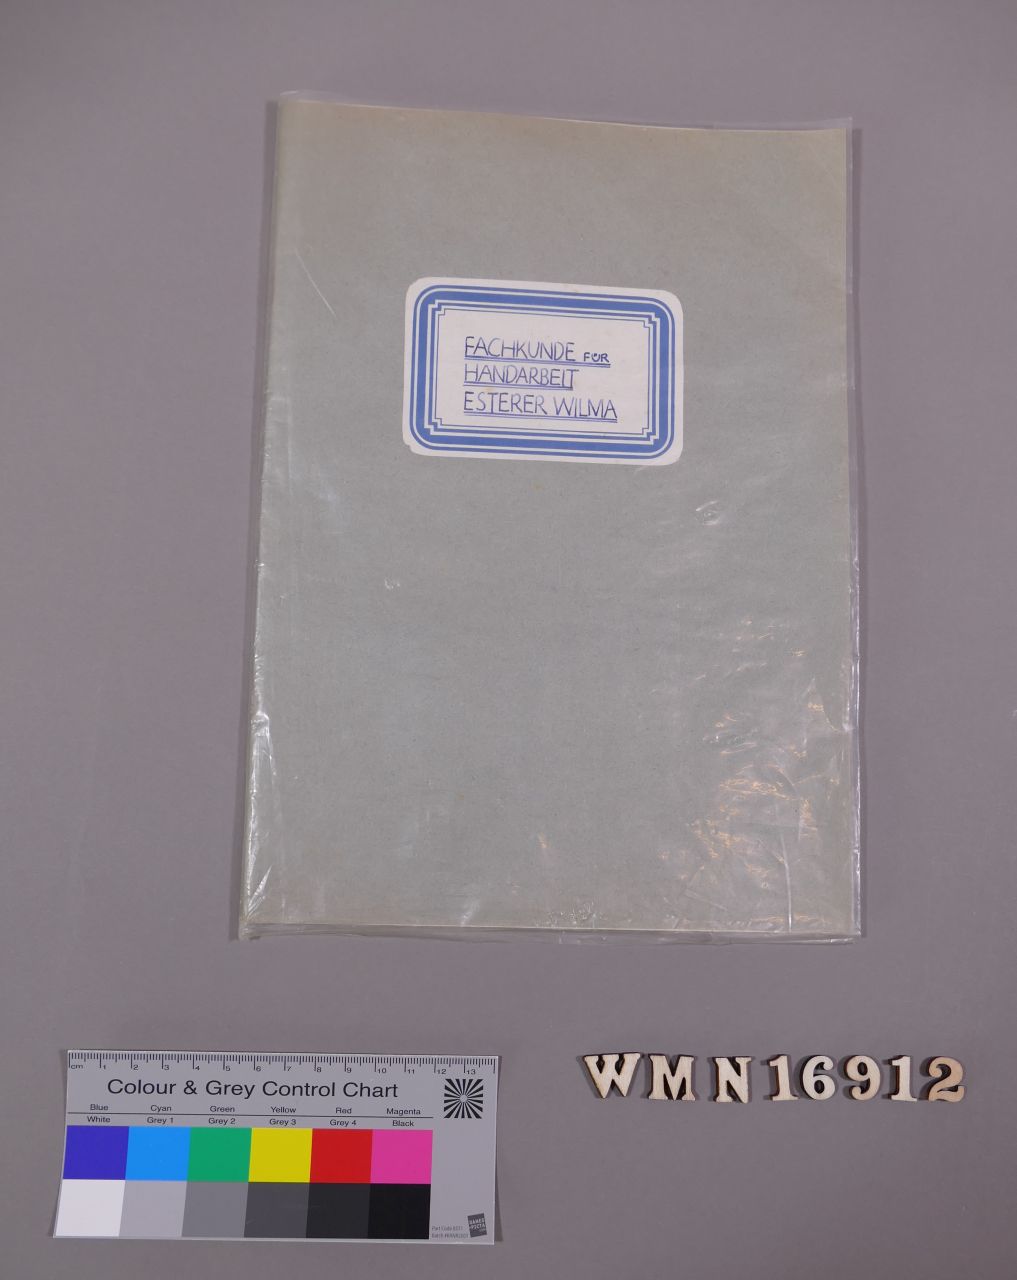 FACHKUNDE FÜR
HANDARBEIT
ESTERER WILMA
cm 1 2 3 4 5 6 7 8 9 10 11 12 13
Colour & Grey Control Chart
Blue Cyan Green Yellow Red Magenta
White Grey 1 Grey 2 Grey 3 Grey 4 Black
WMN16912